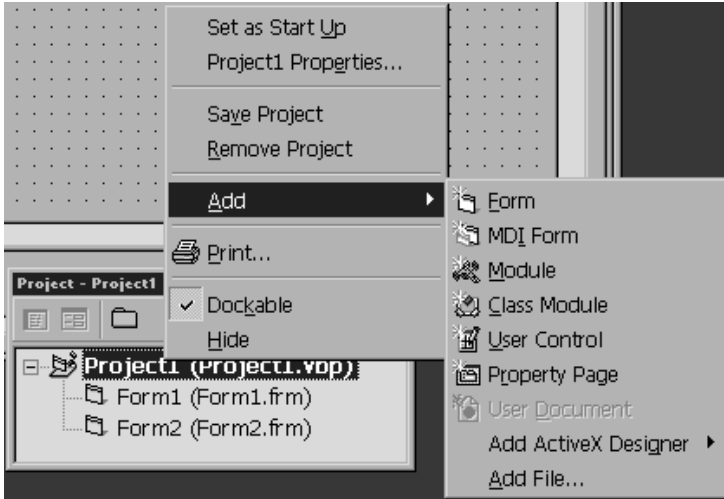 Set as Start Up
Project1 Properties...
Save Project
Remove Project
Add
Print...
Dockable
Hide
Form
MDI Form
Module
Class Module
User Control
Property Page
User Document
Add ActiveX Designer
Add File...
Project - Project1
Project1 (Project1.vbp)
Form1 (Form1.frm)
Form2 (Form2.frm)